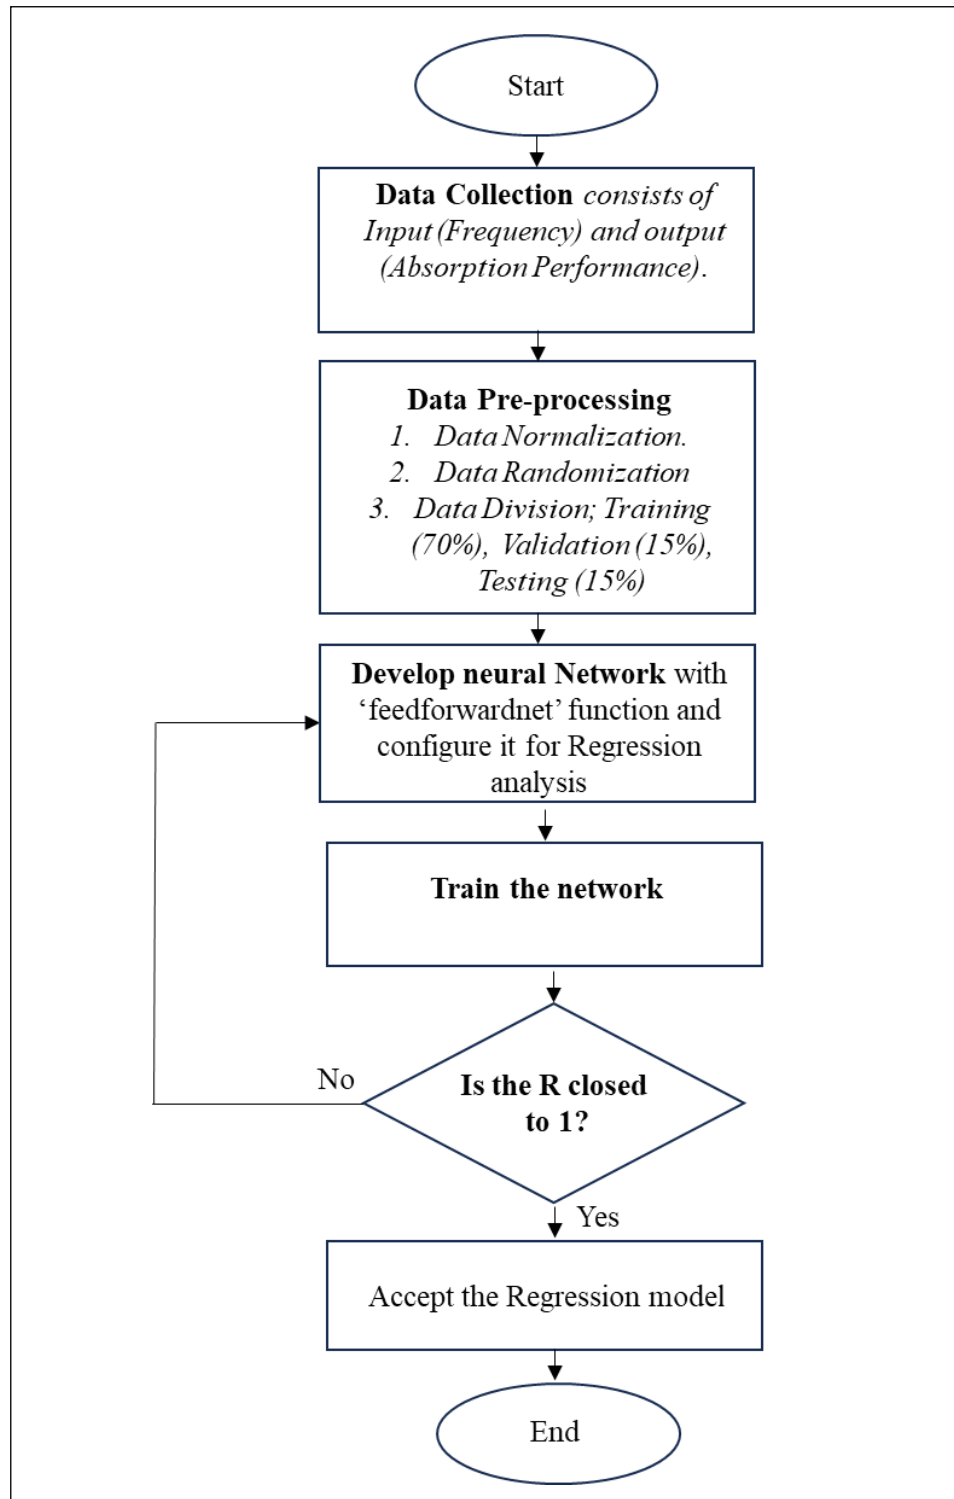 Start
Data Collection consists of
Input (Frequency) and output
(Absorption Performance).
Data Pre-processing
1. Data Normalization.
2. Data Randomization
3. Data Division; Training
(70%), Validation (15%),
Testing (15%)
Develop neural Network with
‘feedforwardnet’ function and
configure it for Regression
analysis
Train the network
No
Is the R closed
to 1?
Yes
Accept the Regression model
End